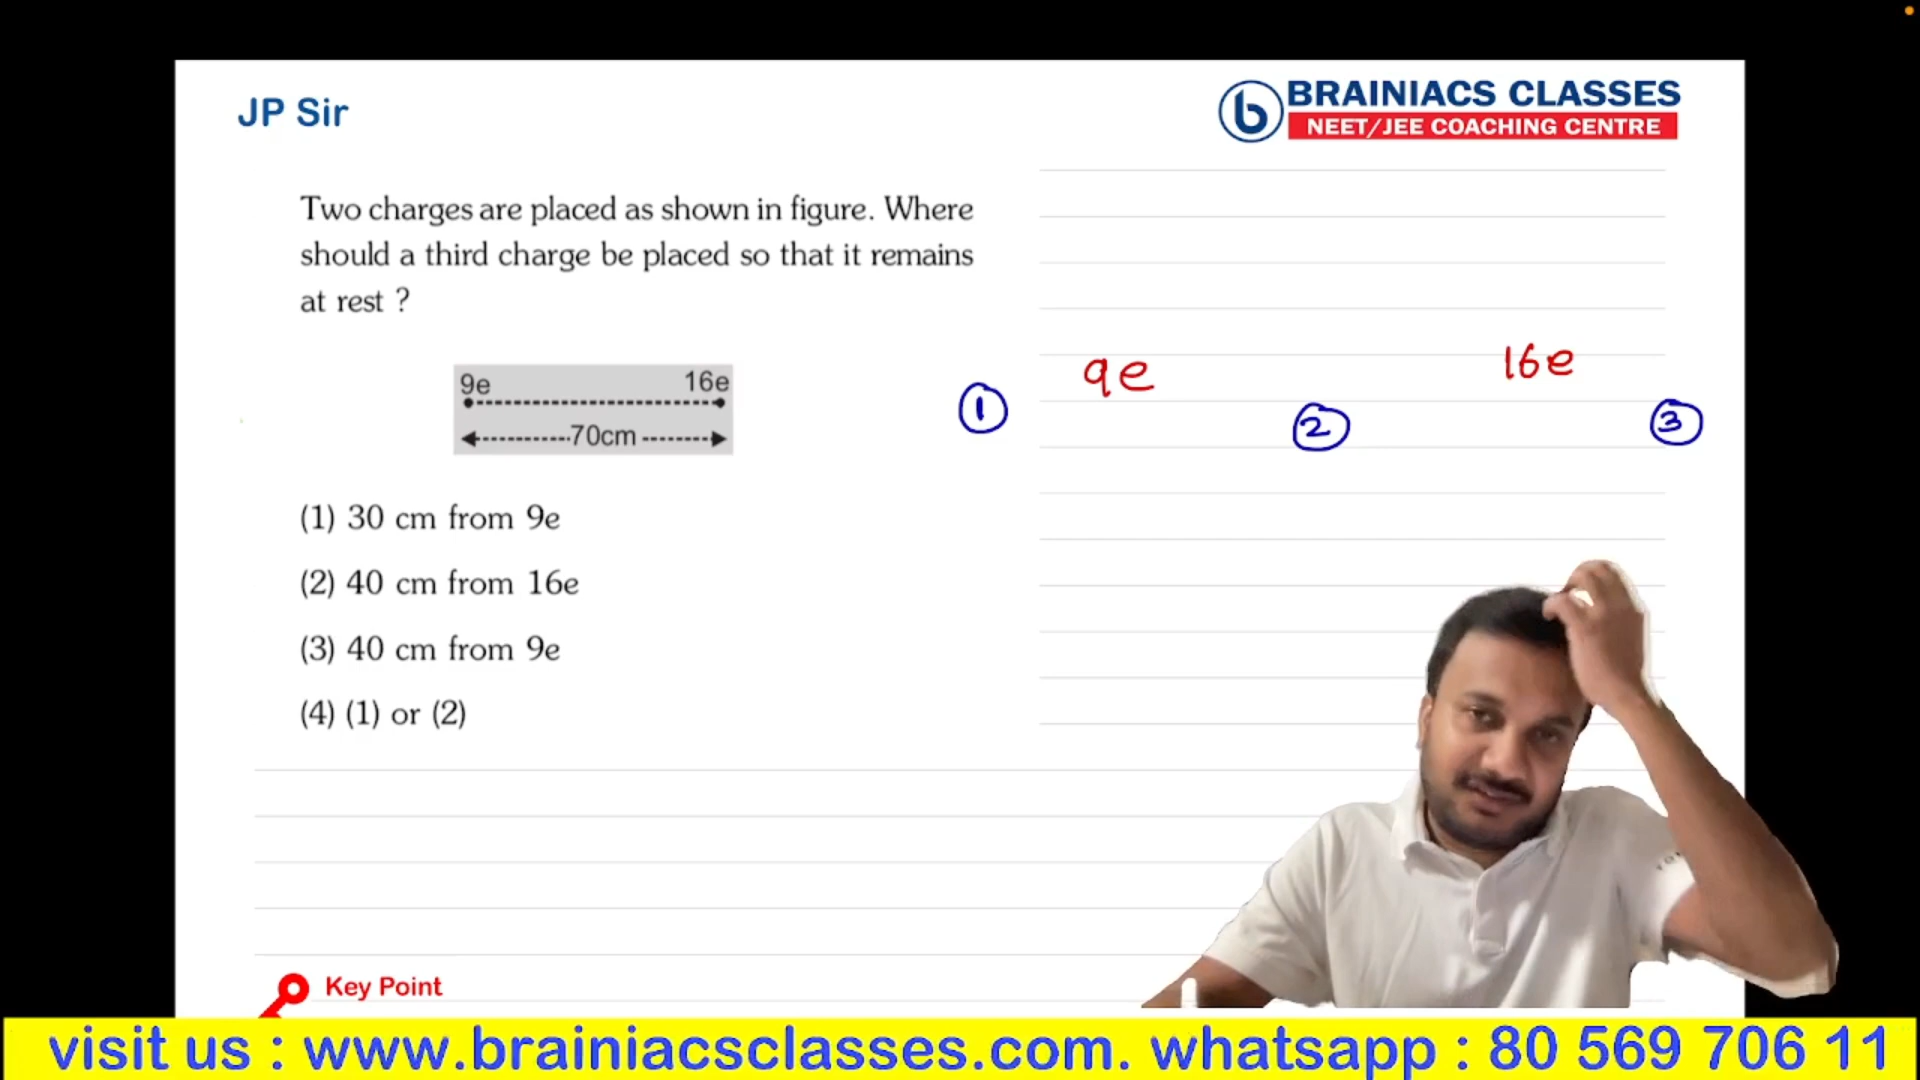 JP Sir
b BRAINIACS CLASSES
NEET/JEE COACHING CENTRE
Two charges are placed as shown in figure. Where
should a third charge be placed so that it remains
at rest ?
9e 16e
70cm
9e 16e
1 2 3
(1) 30 cm from 9e
(2) 40 cm from 16e
(3) 40 cm from 9e
(4) (1) or (2)
Key Point
visit us : www.brainiacsclasses.com. whatsapp : 80 569 706 11